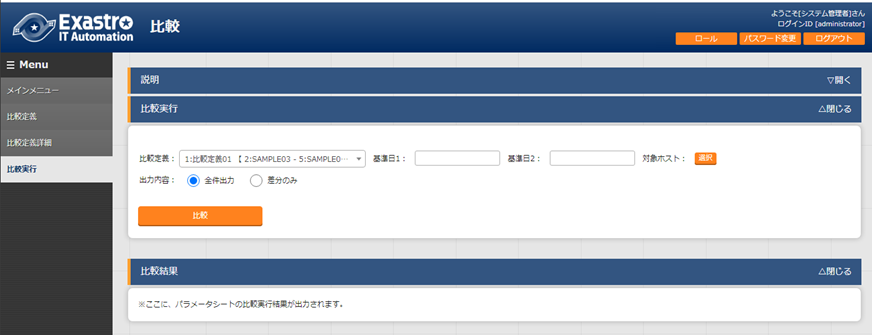 Exastro
IT Automation
比較
ようこそ[システム管理者]さん
ログインID [administrator]
ロール
パスワード変更
ログアウト
Menu
メインメニュー
比較定義
比較定義詳細
比較実行
説明
▽開く
比較実行
△閉じる
比較定義：
1:比較定義01 【 2:SAMPLE03 - 5:SAMPLE0…
基準日1：
基準日2：
対象ホスト：
選択
出力内容：
全件出力
差分のみ
比較
比較結果
△閉じる
※ここに、パラメータシートの比較実行結果が出力されます。